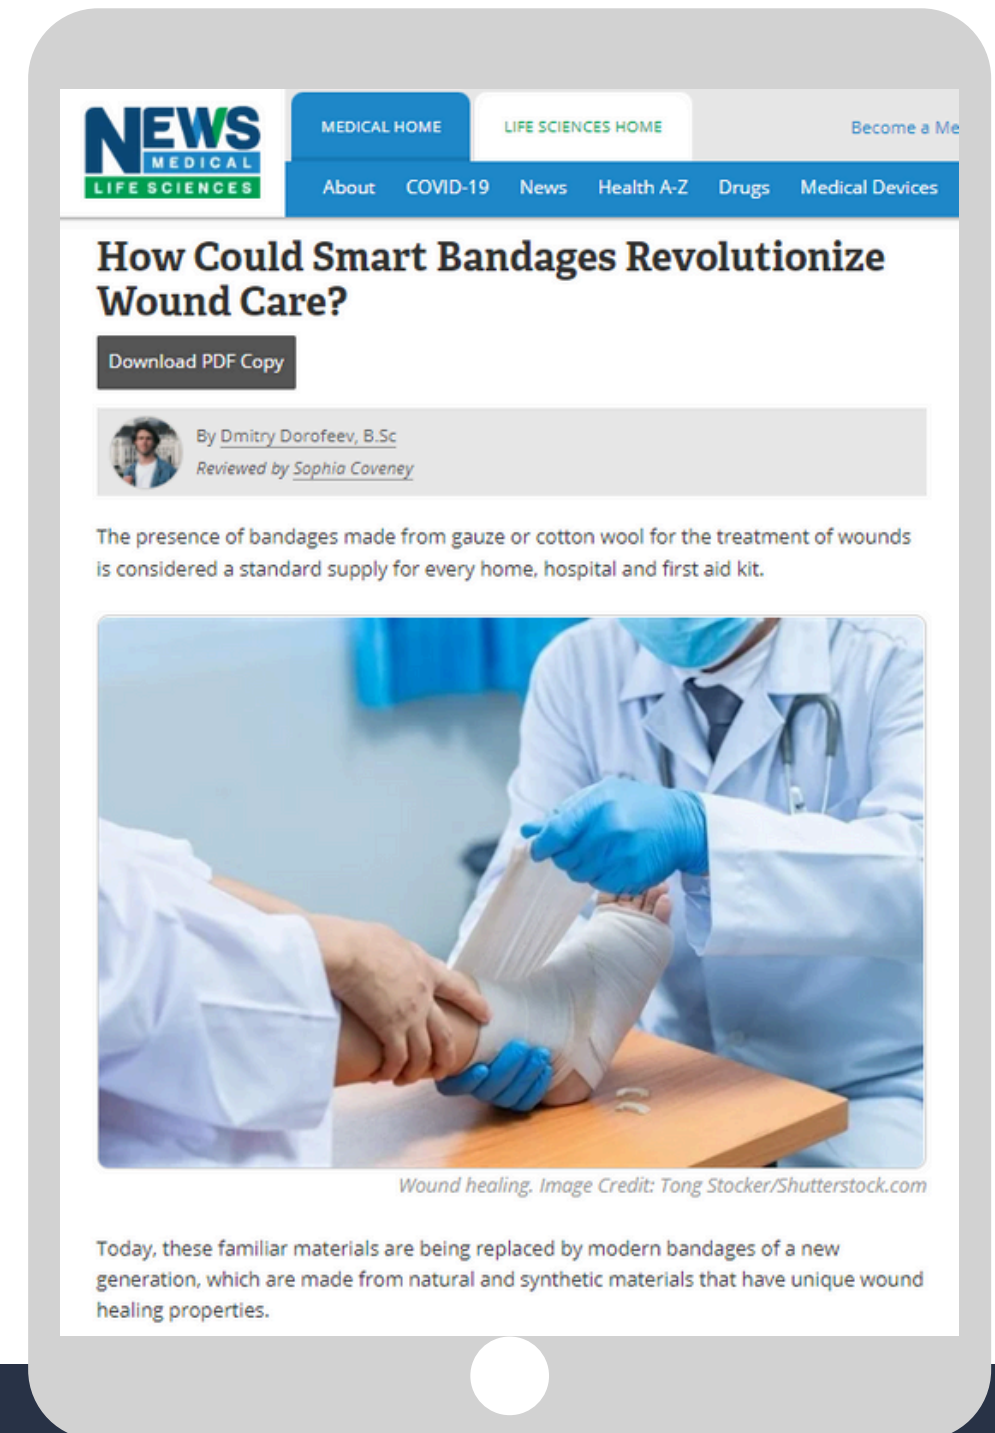 NEWS
MEDICAL
LIFE SCIENCES
MEDICAL HOME
LIFE SCIENCES HOME
Become a Me
About COVID-19 News Health A-Z Drugs Medical Devices
How Could Smart Bandages Revolutionize
Wound Care?
Download PDF Copy
By Dmitry Dorofeev, B.Sc
Reviewed by Sophia Coveney
The presence of bandages made from gauze or cotton wool for the treatment of wounds
is considered a standard supply for every home, hospital and first aid kit.
Wound healing. Image Credit: Tong Stocker/Shutterstock.com
Today, these familiar materials are being replaced by modern bandages of a new
generation, which are made from natural and synthetic materials that have unique wound
healing properties.